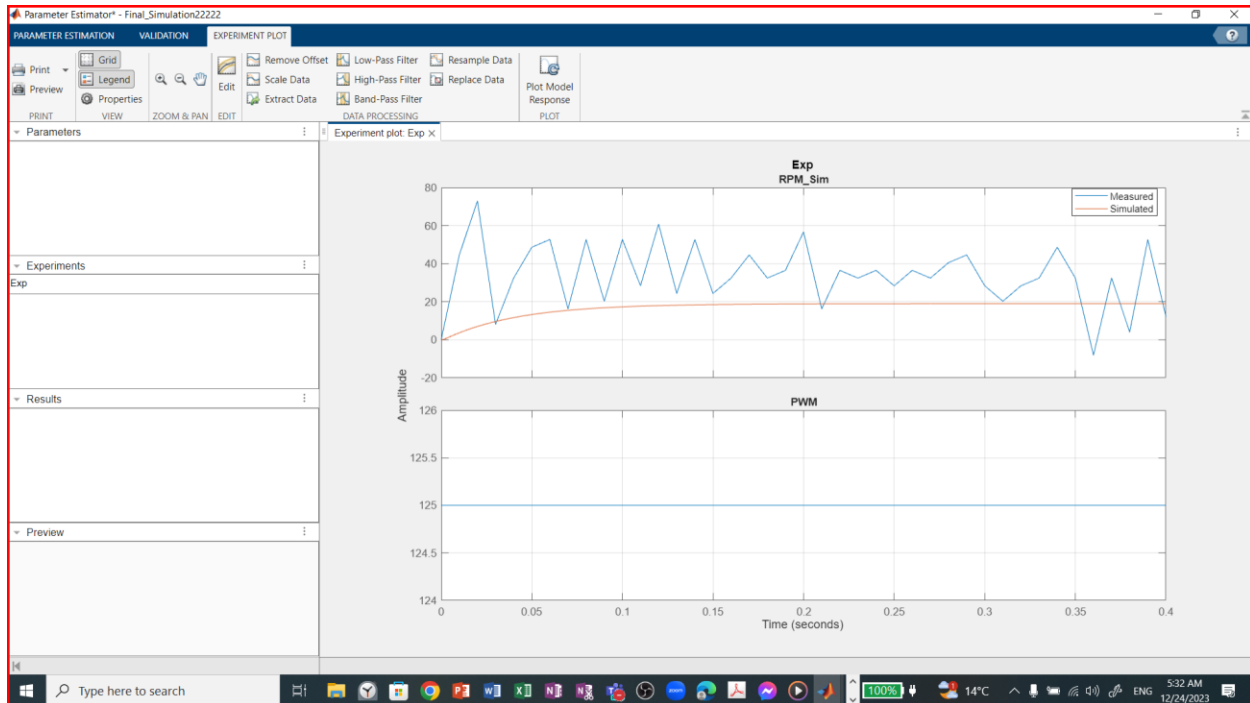 Parameter Estimator* - Final_Simulation22222
PARAMETER ESTIMATION VALIDATION EXPERIMENT PLOT
Print
Preview
PRINT
Grid
Legend
Properties
VIEW
ZOOM & PAN
Edit
EDIT
Remove Offset Low-Pass Filter Resample Data
Scale Data High-Pass Filter Replace Data
Extract Data Band-Pass Filter
DATA PROCESSING
Plot Model
Response
PLOT
Parameters
Experiments
Exp
Results
Preview
Experiment plot: Exp
Exp
RPM_Sim
80
60
40
20
0
-20
Measured
Simulated
Amplitude
PWM
126
125.5
125
124.5
124
0 0.05 0.1 0.15 0.2 0.25 0.3 0.35 0.4
Time (seconds)
Type here to search
100%
14°C
ENG
5:32 AM
12/24/2023